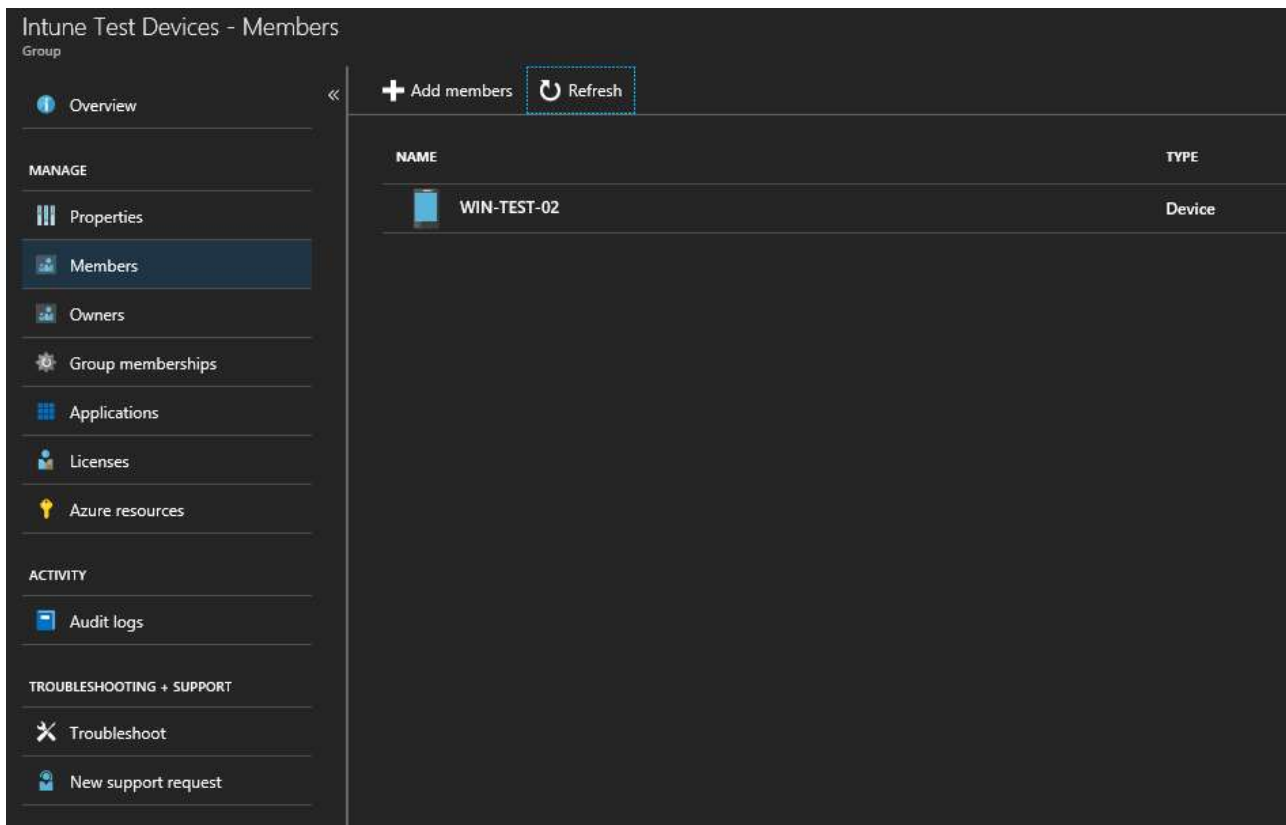 Intune Test Devices - Members
Group
Overview
«
MANAGE
Properties
Members
Owners
Group memberships
Applications
Licenses
Azure resources
ACTIVITY
Audit logs
TROUBLESHOOTING + SUPPORT
Troubleshoot
New support request
Add members Refresh
NAME TYPE
WIN-TEST-02 Device